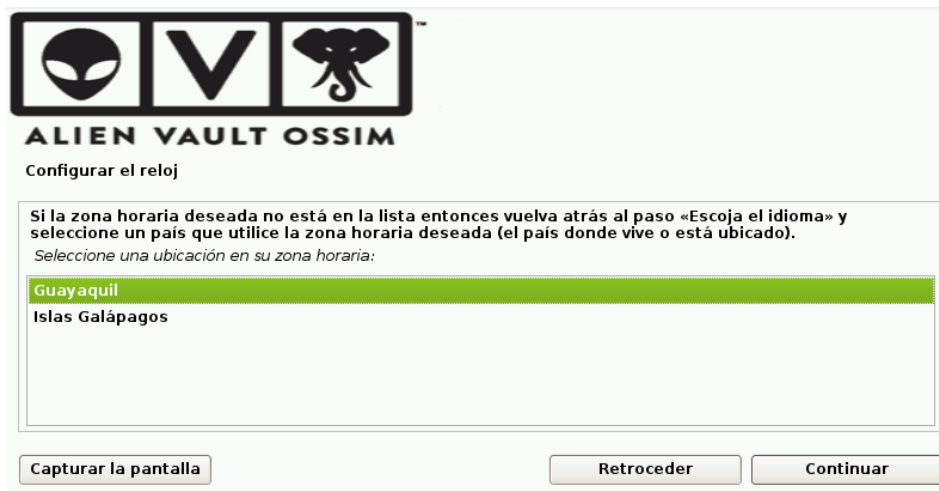 ™
ALIEN VAULT OSSIM
Configurar el reloj
Si la zona horaria deseada no está en la lista entonces vuelva atrás al paso «Escoja el idioma» y
seleccione un país que utilice la zona horaria deseada (el país donde vive o está ubicado).
Seleccione una ubicación en su zona horaria:
Guayaquil
Islas Galápagos
Capturar la pantalla
Retroceder
Continuar